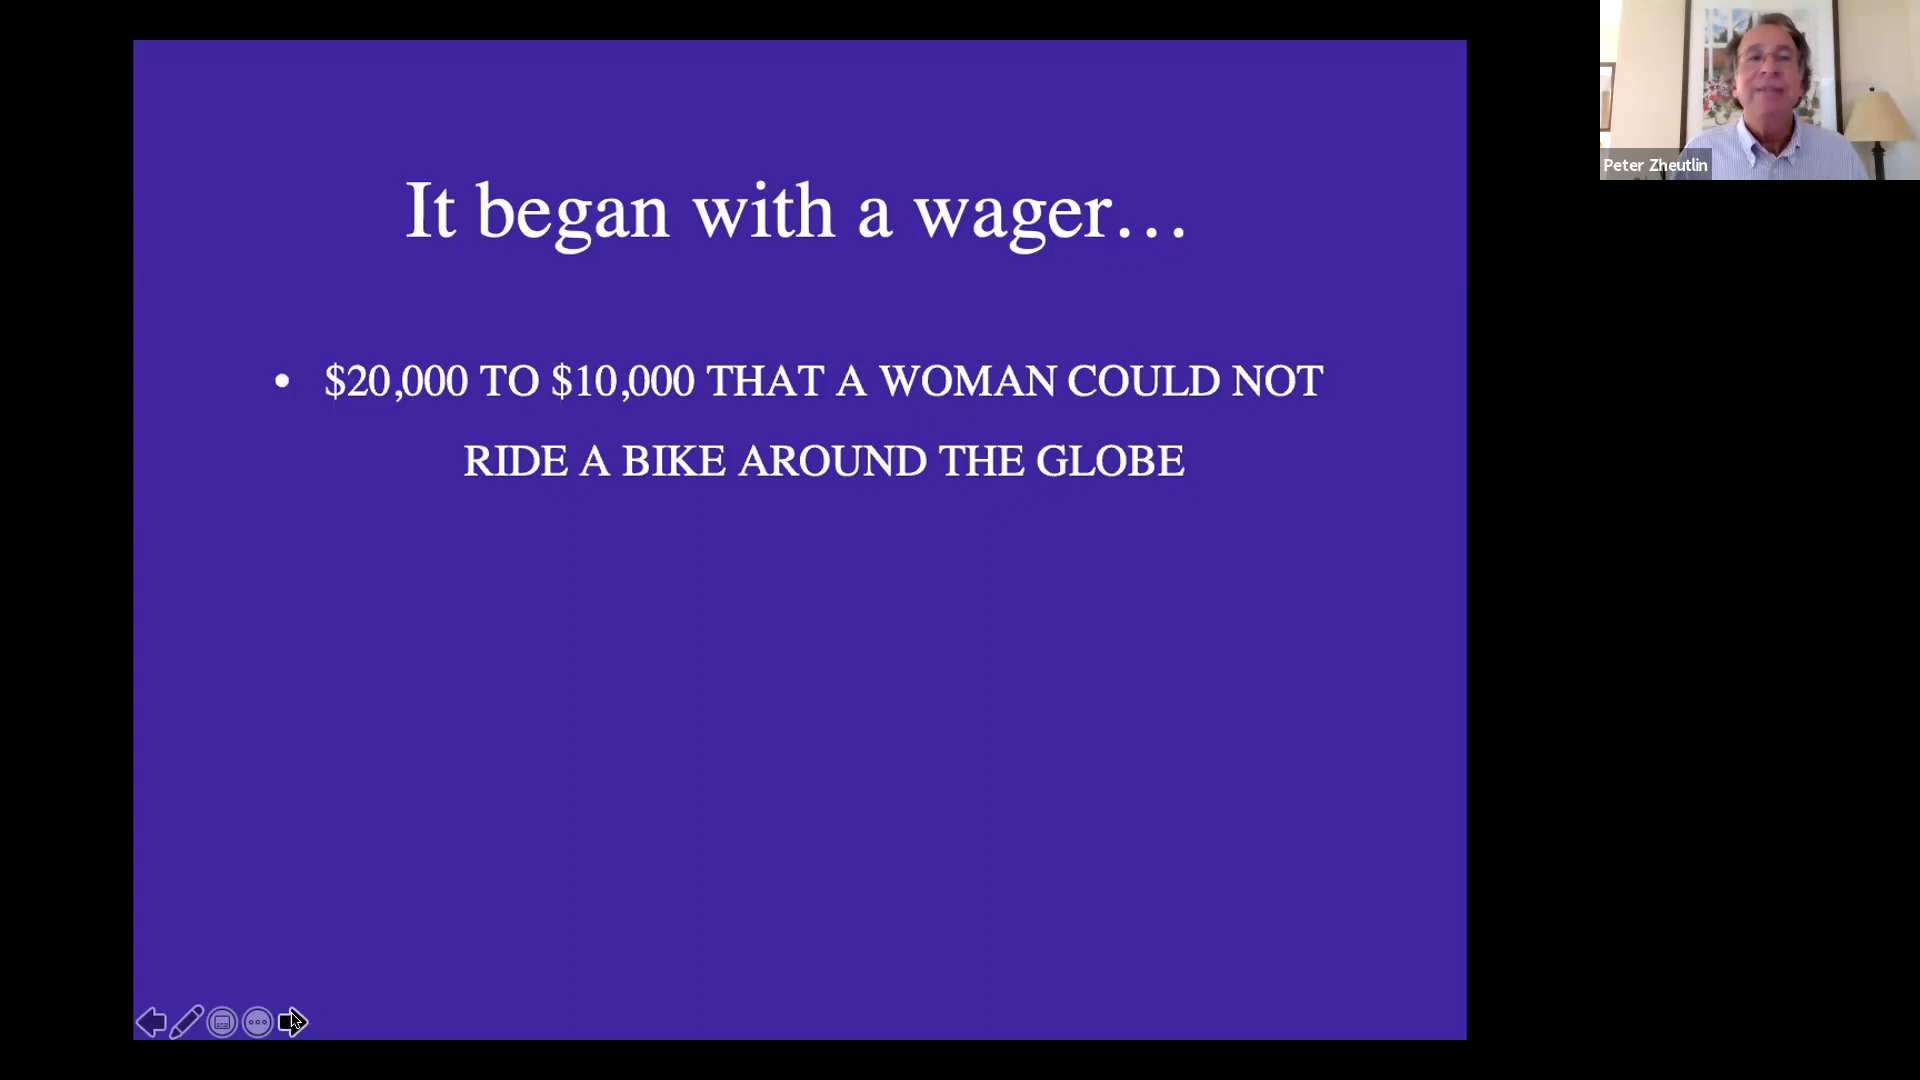 It began with a wager…
• $20,000 TO $10,000 THAT A WOMAN COULD NOT
RIDE A BIKE AROUND THE GLOBE
Peter Zheutlin